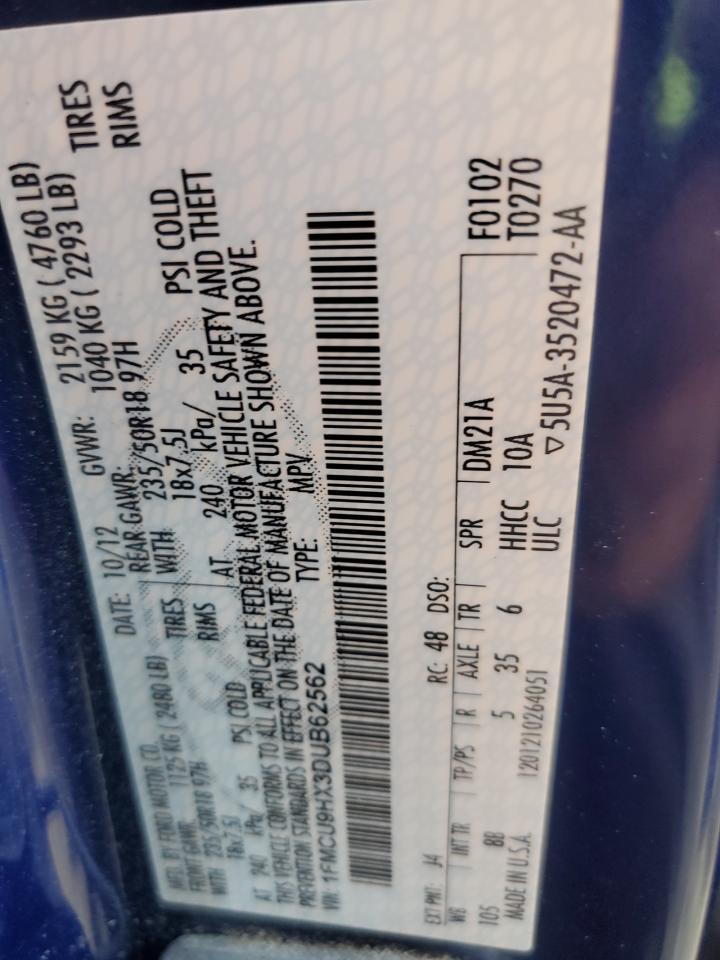 MFD. BY FORD MOTOR CO.
DATE: 10/12 GVWR: 2159 KG ( 4760 LB)
FRONT GAWR: 1125 KG ( 2480 LB) REAR GAWR: 1040 KG ( 2293 LB)
WITH 235/50R18 97H TIRES WITH 235/50R18 97H TIRES
18x7.5J RIMS 18x7.5J RIMS
AT 240 kPa/ 35 PSI COLD AT 240 kPa/ 35 PSI COLD
THIS VEHICLE CONFORMS TO ALL APPLICABLE FEDERAL MOTOR VEHICLE SAFETY AND THEFT
PREVENTION STANDARDS IN EFFECT ON THE DATE OF MANUFACTURE SHOWN ABOVE.
VIN: 1FMCU9HX3DUB62562 TYPE: MPV
EXT PNT: J4 RC: 48 DSO: F0102
WB INT TR TP/PS R AXLE TR SPR T0270
105 8B 5 35 6 HHCC DM21A 10A
MADE IN U.S.A. 1201210264051 ULC ▽5U5A-3520472-AA